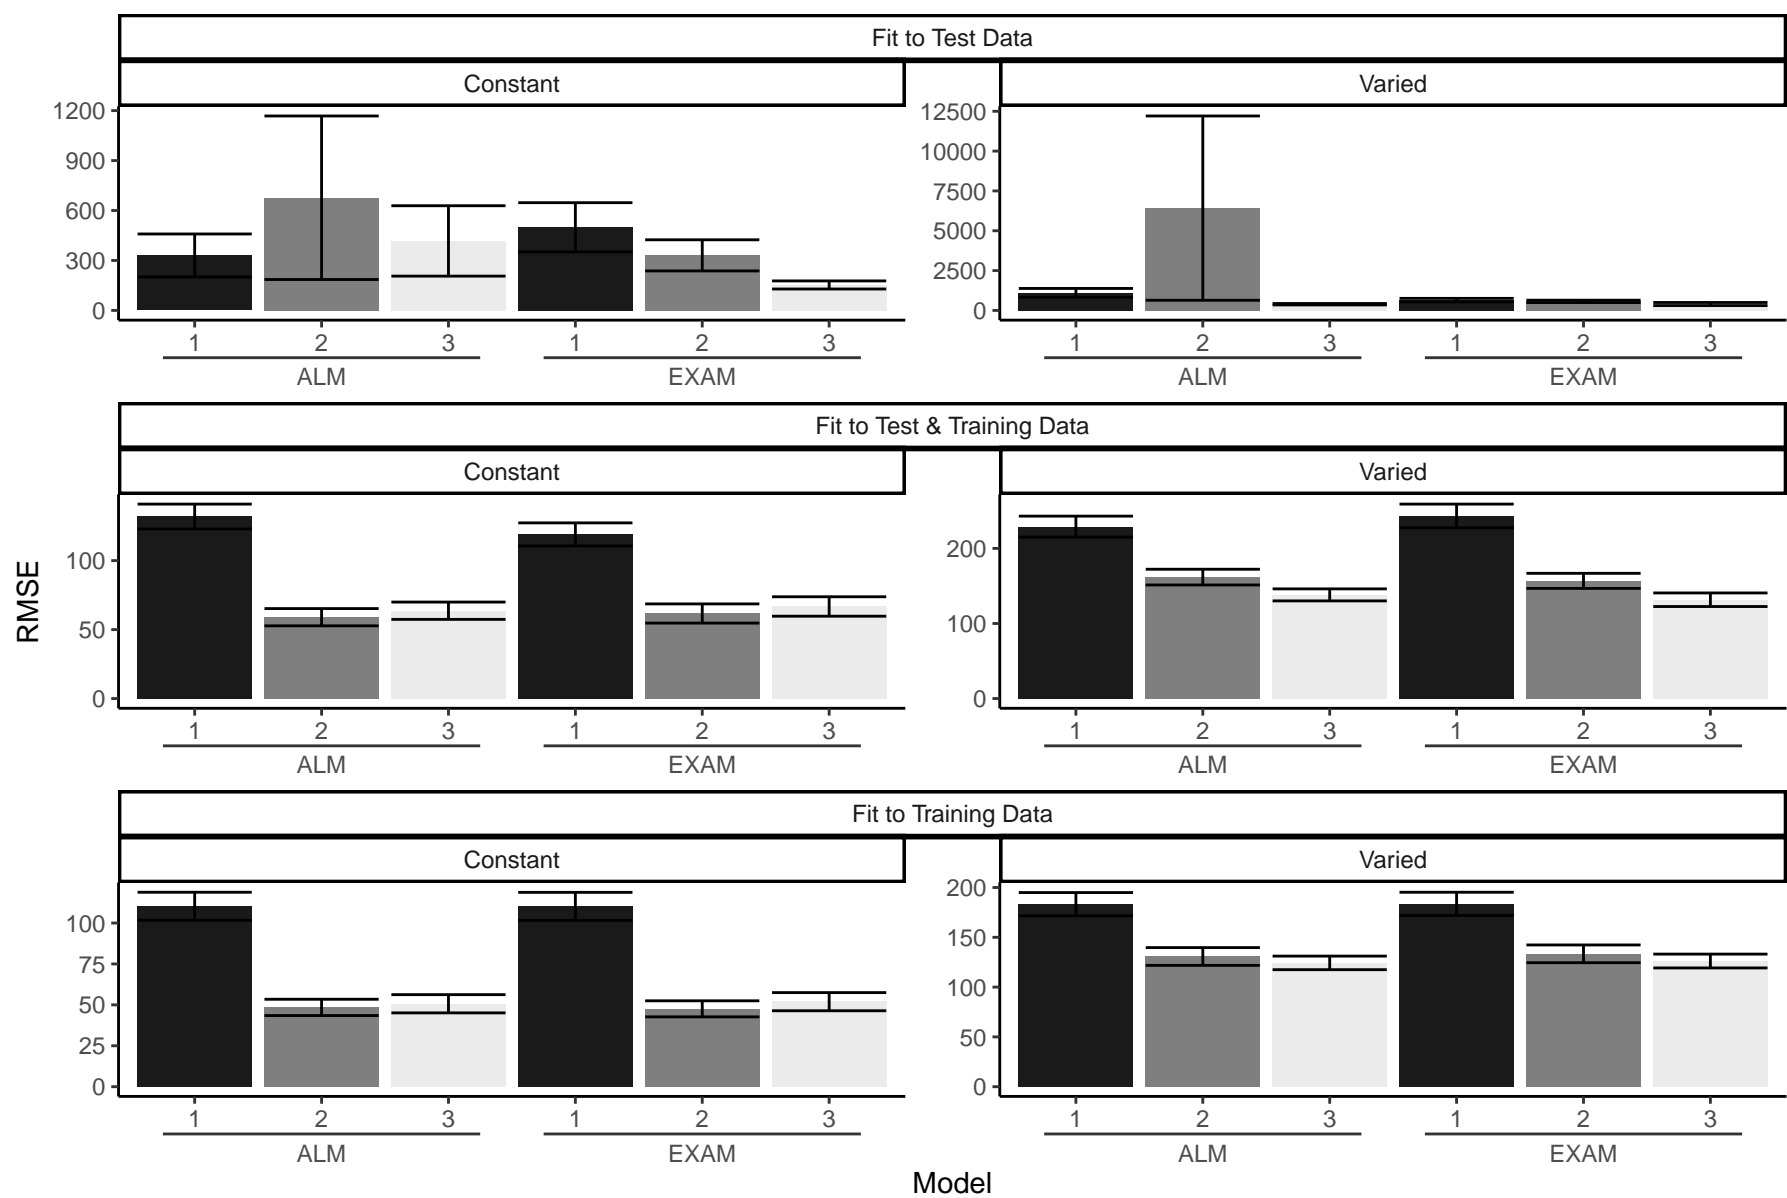 Fit to Test Data
Constant
Varied
1200
900
600
300
0
12500
10000
7500
5000
2500
0
1 2 3 1 2 3
ALM EXAM
1 2 3 1 2 3
ALM EXAM
Fit to Test & Training Data
Constant
Varied
100
50
0
200
100
0
1 2 3 1 2 3
ALM EXAM
1 2 3 1 2 3
ALM EXAM
RMSE
Fit to Training Data
Constant
Varied
100
75
50
25
0
200
150
100
50
0
1 2 3 1 2 3
ALM EXAM
1 2 3 1 2 3
ALM EXAM
Model